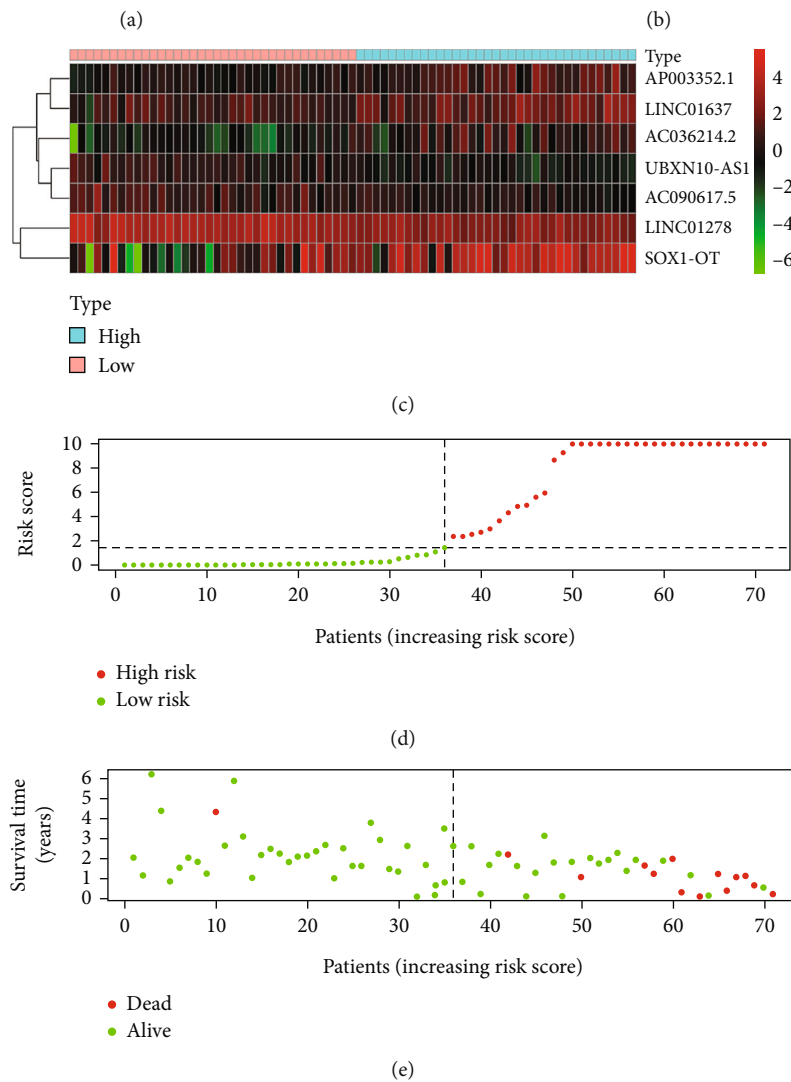 (a)
(b)
Type
AP003352.1
LINC01637
AC036214.2
UBXN10-AS1
AC090617.5
LINC01278
SOX1-OT
4
2
0
−2
−4
−6
Type
High
Low
(c)
Risk score
10
8
6
4
2
0
0 10 20 30 40 50 60 70
Patients (increasing risk score)
High risk
Low risk
(d)
Survival time
(years)
6
5
4
3
2
1
0
0 10 20 30 40 50 60 70
Patients (increasing risk score)
Dead
Alive
(e)